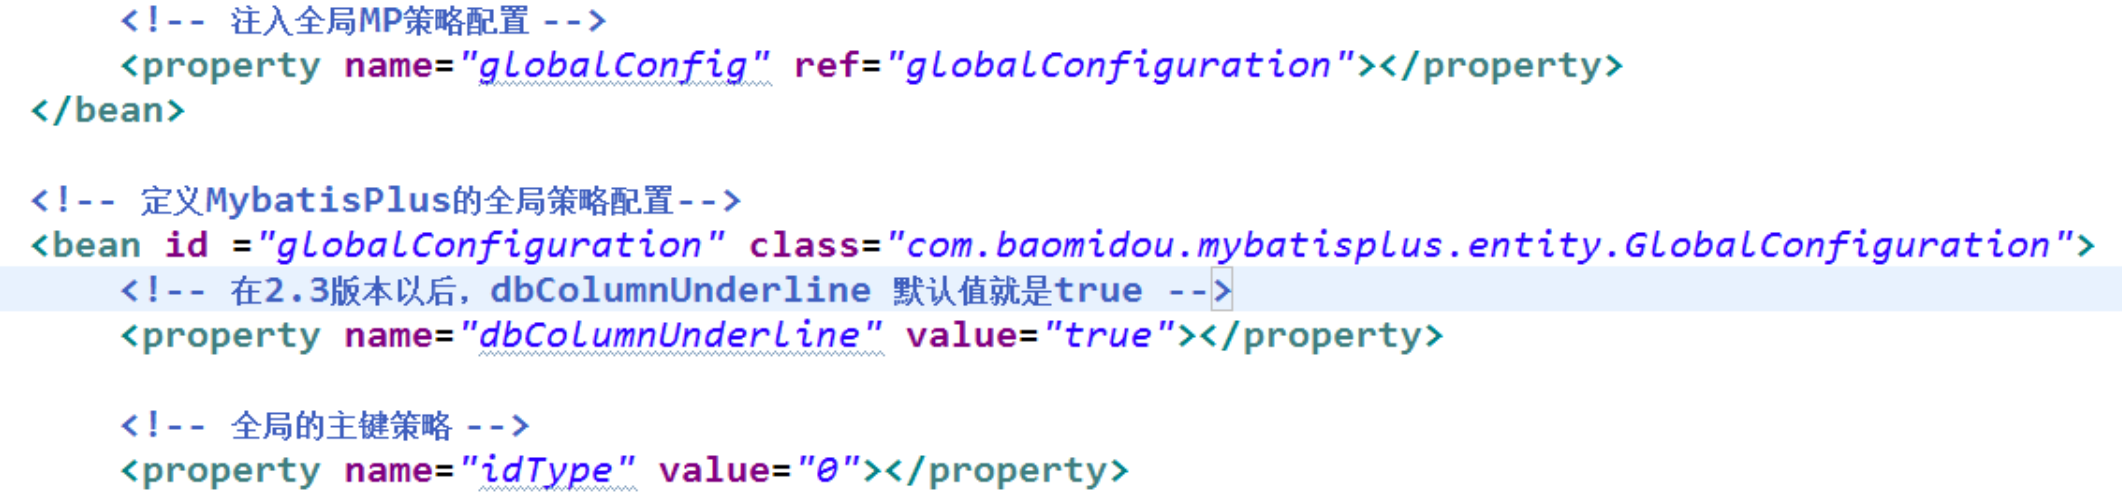 <!-- 注入全局MP策略配置 -->
<property name="globalConfig" ref="globalConfiguration"></property>
</bean>
<!-- 定义MybatisPlus的全局策略配置-->
<bean id ="globalConfiguration" class="com.baomidou.mybatisplus.entity.GlobalConfiguration">
<!-- 在2.3版本以后，dbColumnUnderline 默认值就是true -->
<property name="dbColumnUnderline" value="true"></property>
<!-- 全局的主键策略 -->
<property name="idType" value="0"></property>